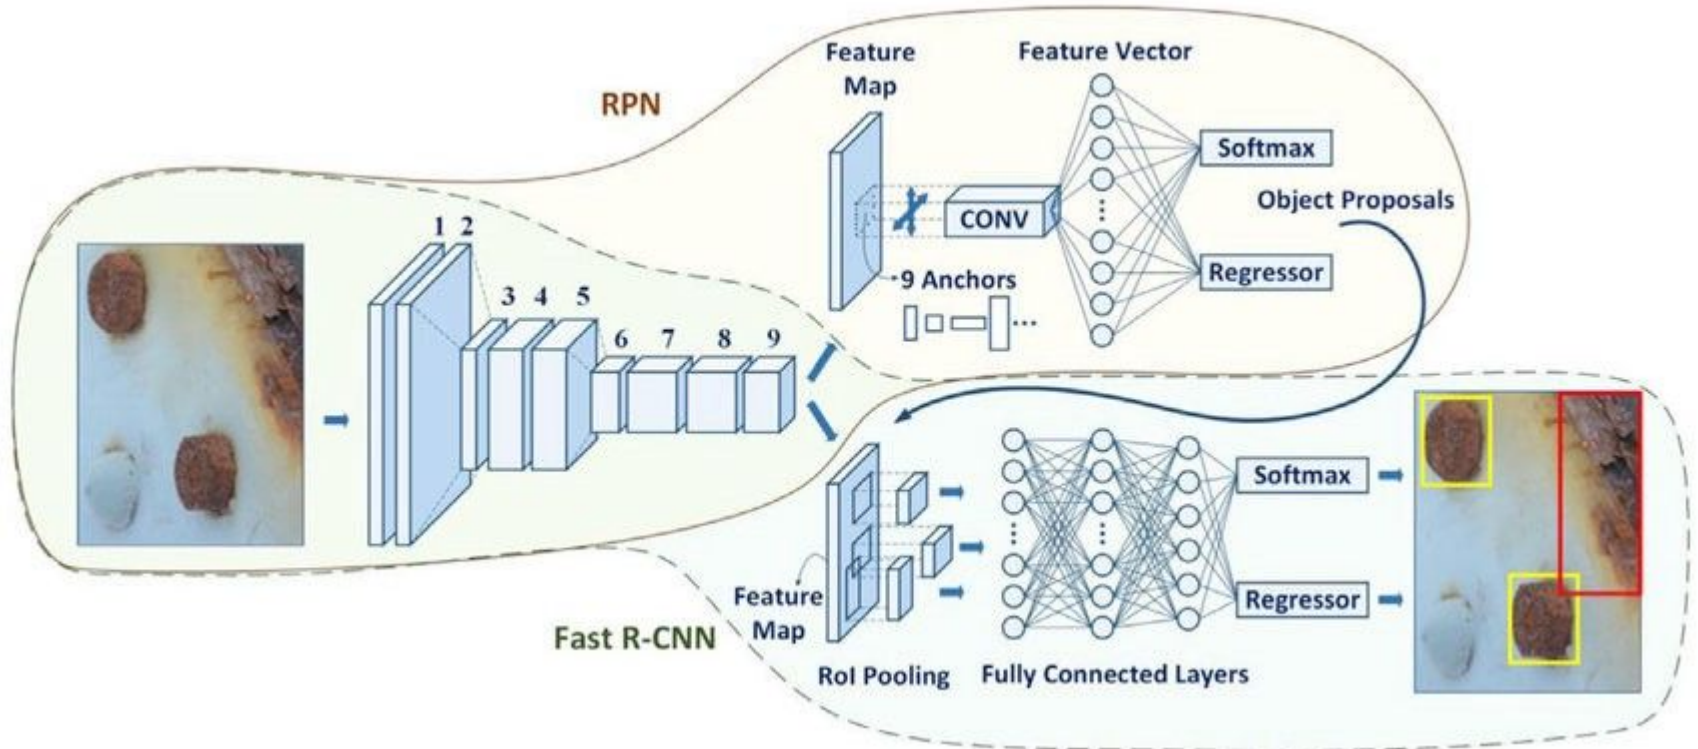 Feature
Map
Feature Vector
RPN
Softmax
Object Proposals
CONV
1 2
3 4 5
6 7 8 9
Regressor
9 Anchors
...
Softmax
Regressor
Feature
Map
Fast R-CNN
RoI Pooling
Fully Connected Layers